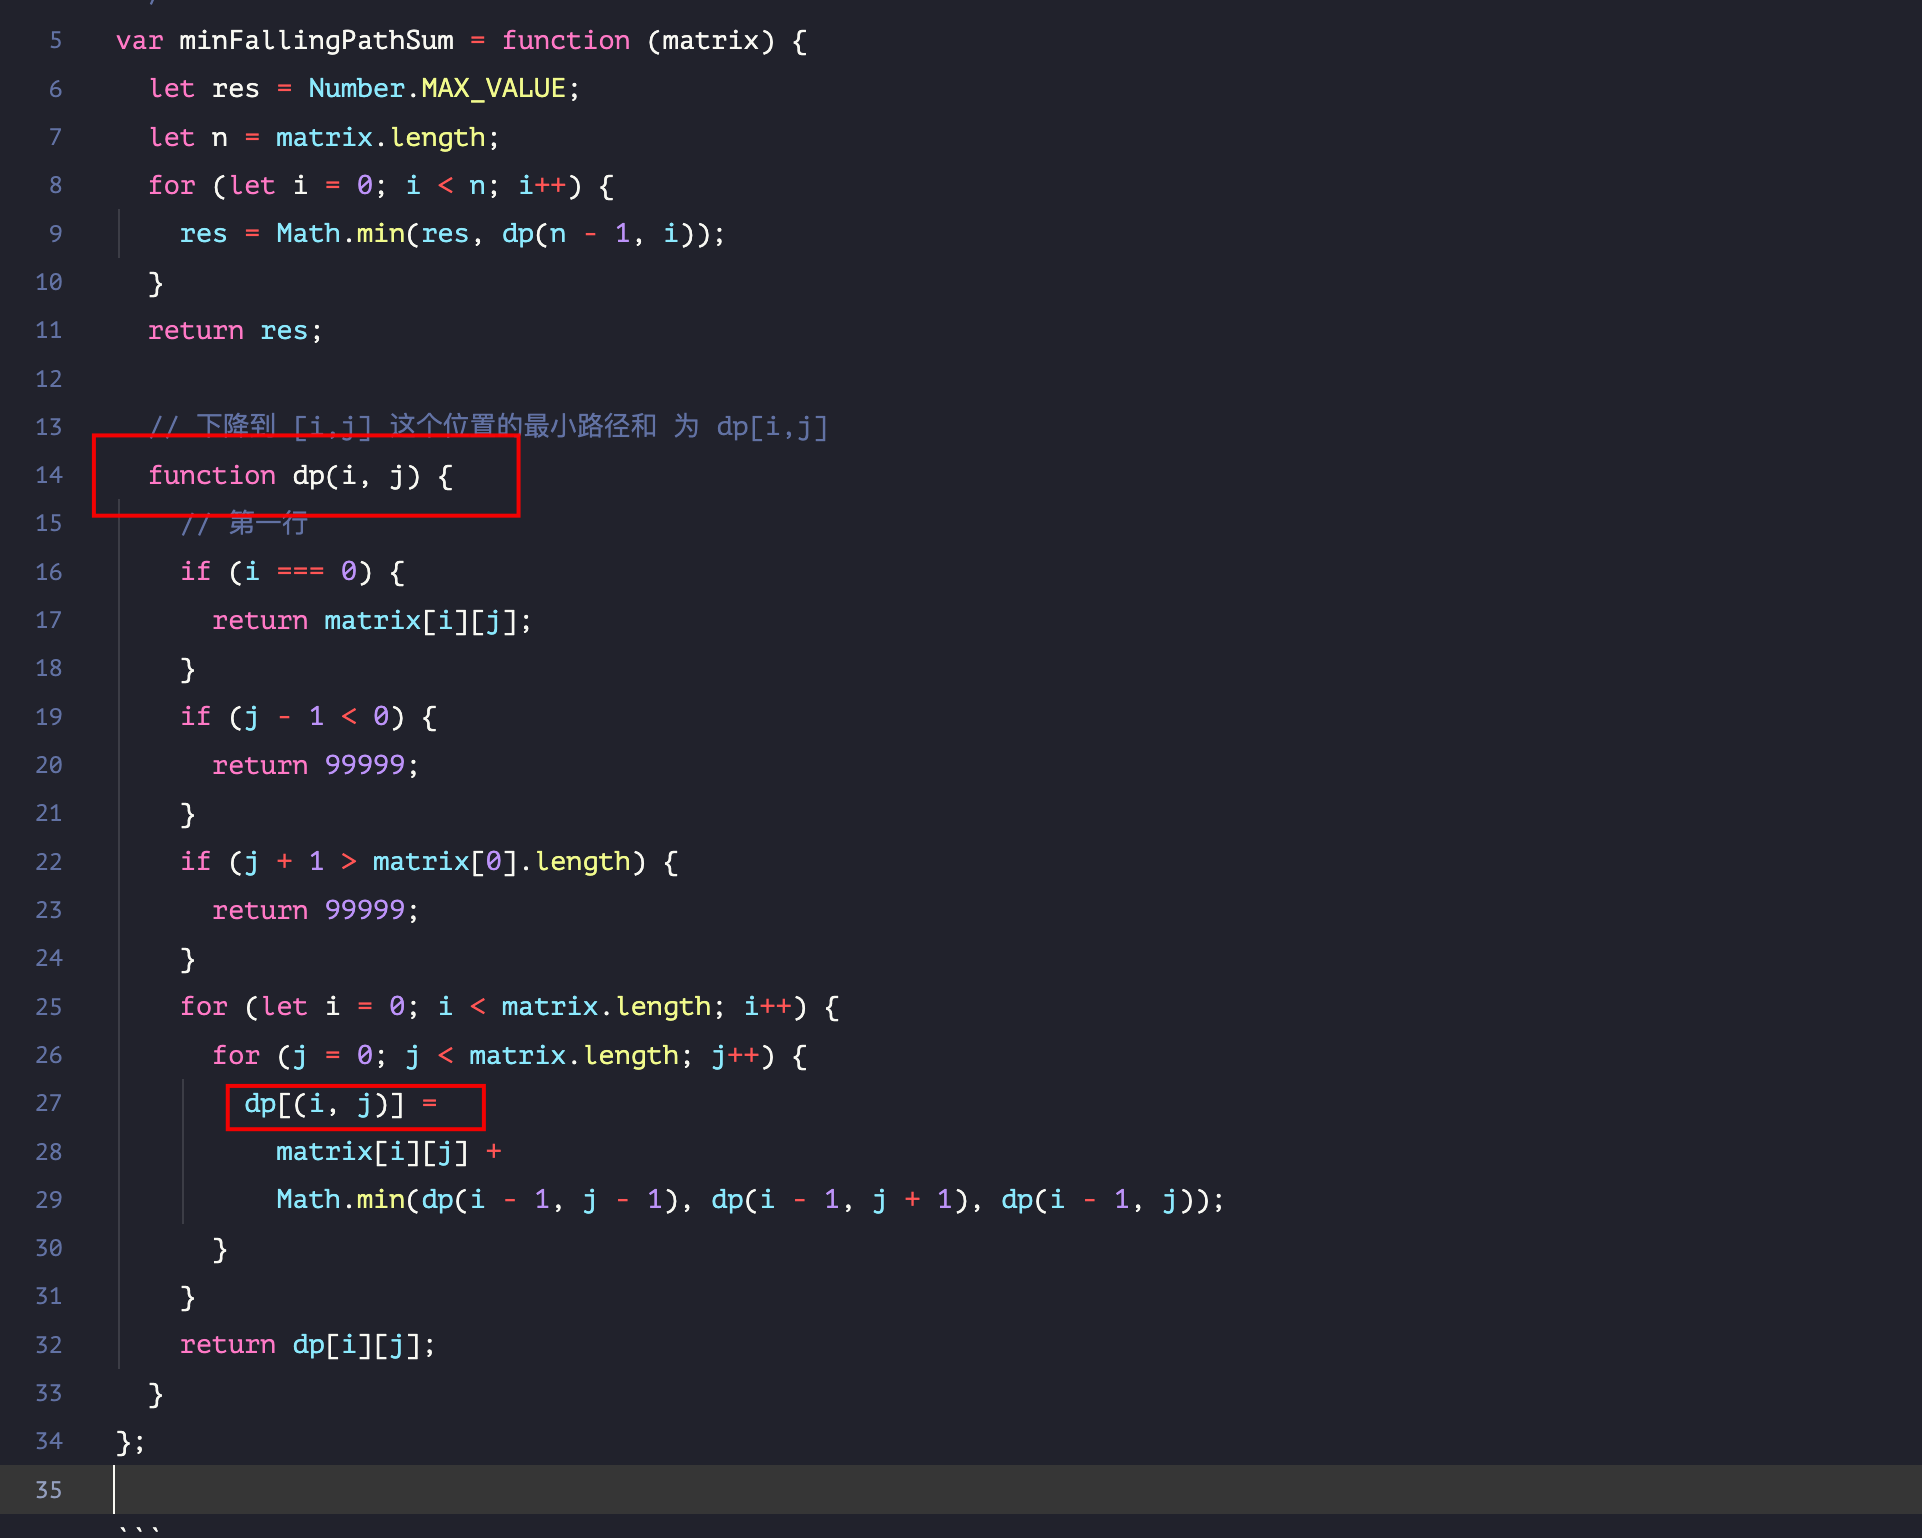 5 var minFallingPathSum = function (matrix) {
6 let res = Number.MAX_VALUE;
7 let n = matrix.length;
8 for (let i = 0; i < n; i++) {
9 res = Math.min(res, dp(n - 1, i));
10 }
11 return res;
12
13 // 下降到 [i,j] 这个位置的最小路径和 为 dp[i,j]
14 function dp(i, j) {
15 // 第一行
16 if (i === 0) {
17 return matrix[i][j];
18 }
19 if (j - 1 < 0) {
20 return 99999;
21 }
22 if (j + 1 > matrix[0].length) {
23 return 99999;
24 }
25 for (let i = 0; i < matrix.length; i++) {
26 for (j = 0; j < matrix.length; j++) {
27 dp[(i, j)] =
28 matrix[i][j] +
29 Math.min(dp(i - 1, j - 1), dp(i - 1, j + 1), dp(i - 1, j));
30 }
31 }
32 return dp[i][j];
33 }
34 };
35
```